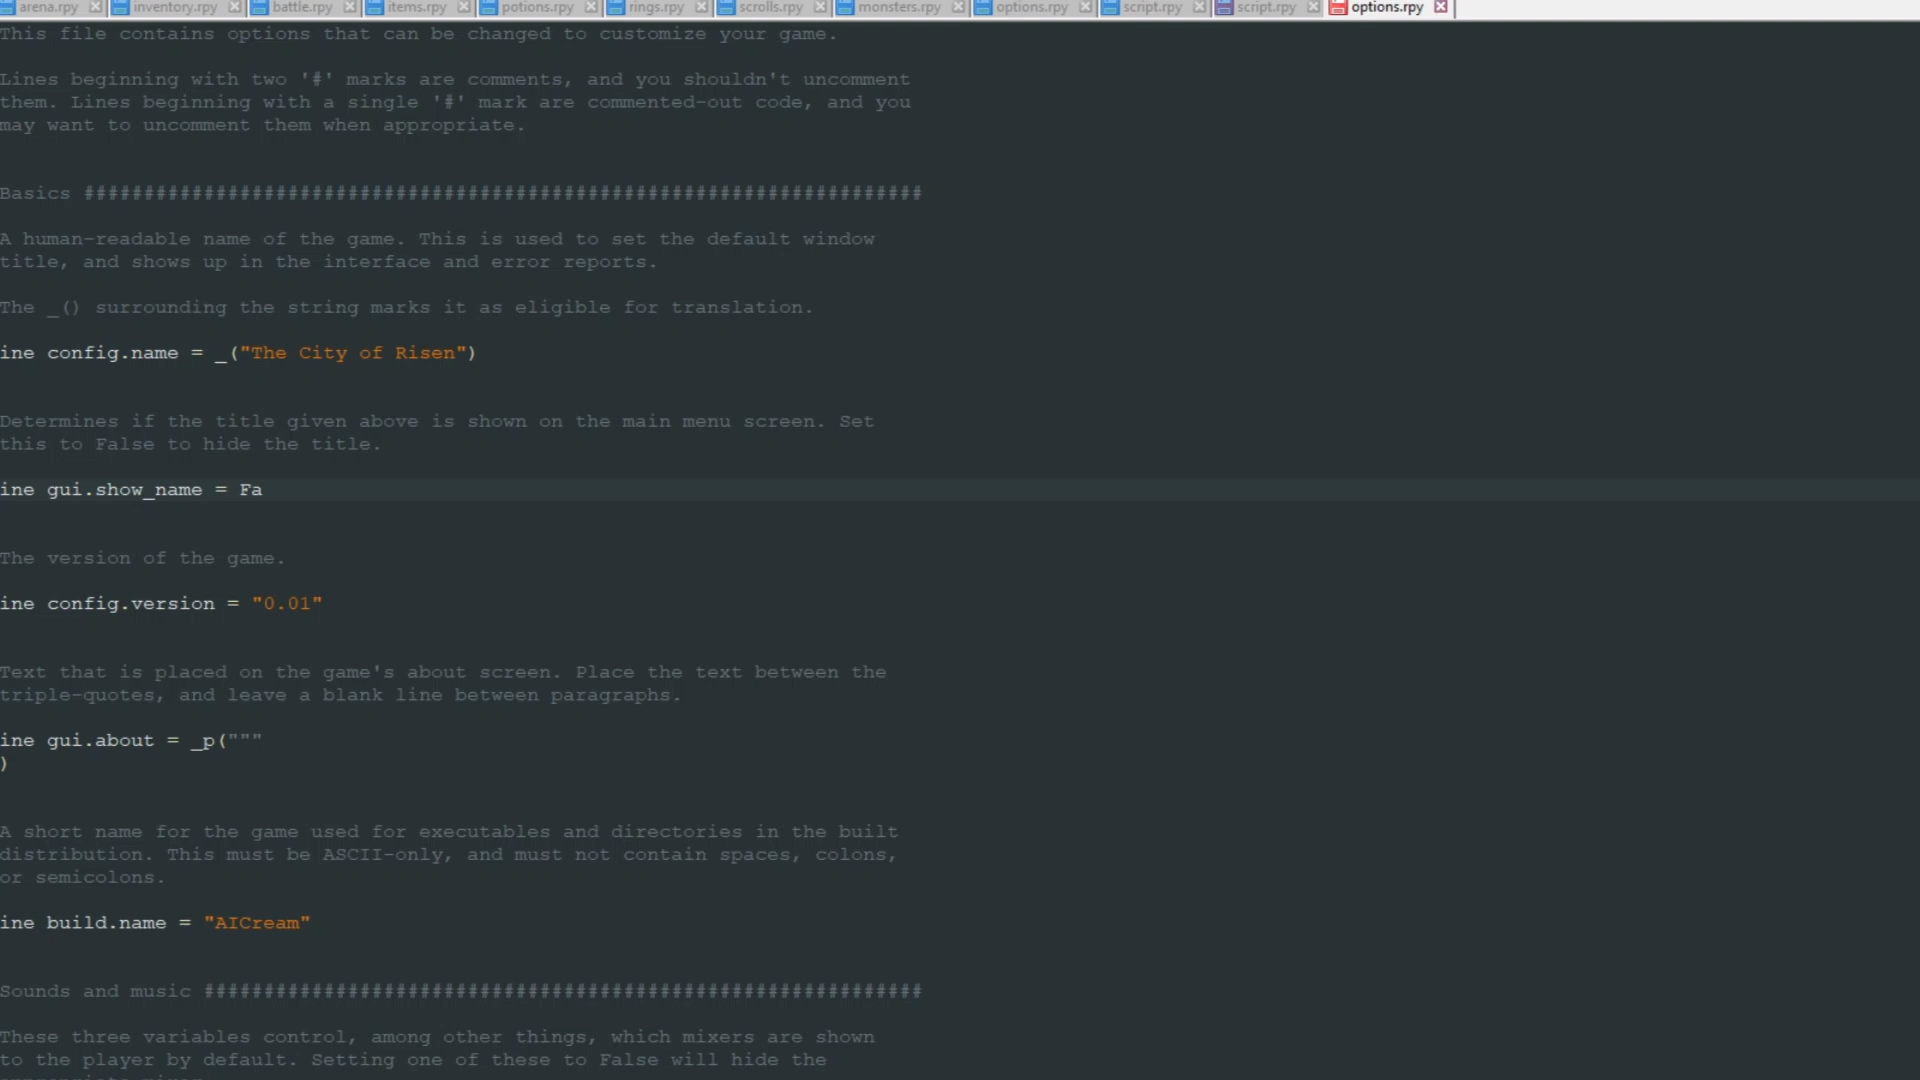 arena.rpy inventory.rpy battle.rpy items.rpy potions.rpy rings.rpy scrolls.rpy monsters.rpy options.rpy script.rpy script.rpy options.rpy
This file contains options that can be changed to customize your game.
Lines beginning with two '#' marks are comments, and you shouldn't uncomment
them. Lines beginning with a single '#' mark are commented-out code, and you
may want to uncomment them when appropriate.
Basics ######################################################################
A human-readable name of the game. This is used to set the default window
title, and shows up in the interface and error reports.
The _() surrounding the string marks it as eligible for translation.
ine config.name = _("The City of Risen")
Determines if the title given above is shown on the main menu screen. Set
this to False to hide the title.
ine gui.show_name = Fa
The version of the game.
ine config.version = "0.01"
Text that is placed on the game's about screen. Place the text between the
triple-quotes, and leave a blank line between paragraphs.
ine gui.about = _p("""
)
A short name for the game used for executables and directories in the built
distribution. This must be ASCII-only, and must not contain spaces, colons,
or semicolons.
ine build.name = "AICream"
Sounds and music ############################################################
These three variables control, among other things, which mixers are shown
to the player by default. Setting one of these to False will hide the